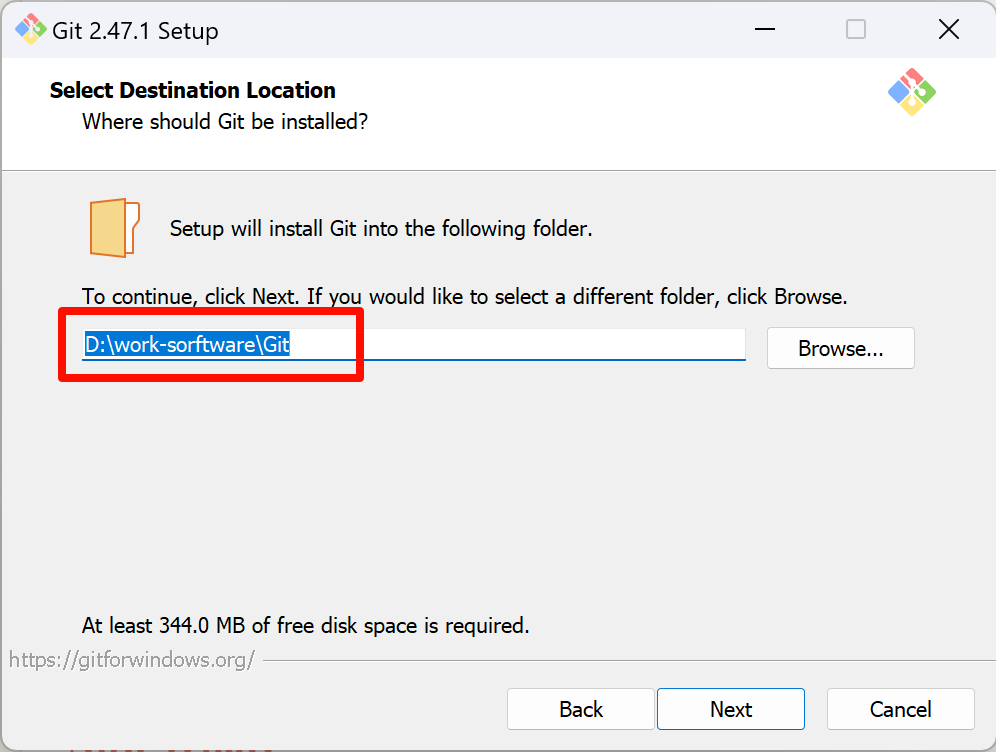 Git 2.47.1 Setup
Select Destination Location
Where should Git be installed?
Setup will install Git into the following folder.
To continue, click Next. If you would like to select a different folder, click Browse.
D:\work-sorftware\Git
Browse...
At least 344.0 MB of free disk space is required.
https://gitforwindows.org/
Back
Next
Cancel